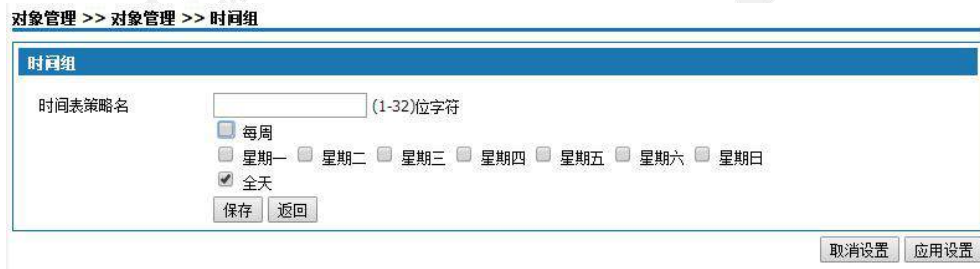 对象管理 >> 对象管理 >> 时间组
时间组
时间表策略名 (1-32)位字符
每周
星期一 星期二 星期三 星期四 星期五 星期六 星期日
全天
保存 返回
取消设置 应用设置